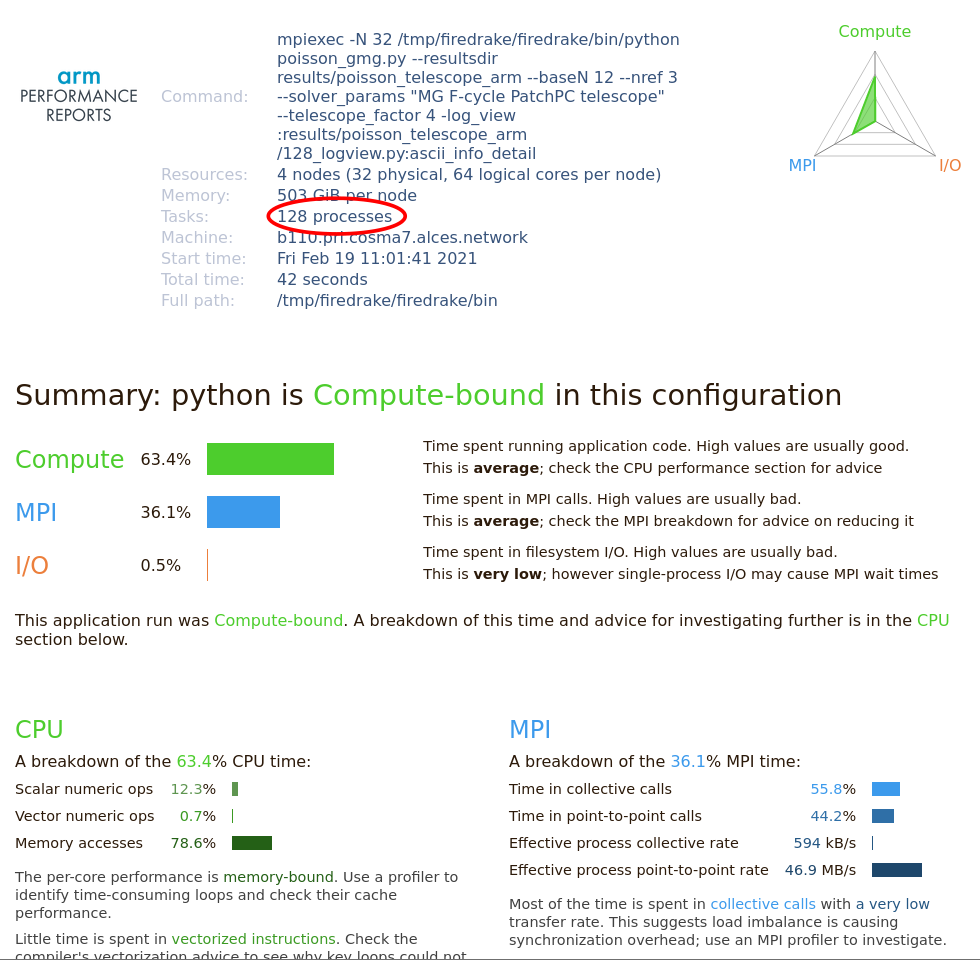 arm
PERFORMANCE
REPORTS
Command:
mpiexec -N 32 /tmp/firedrake/firedrake/bin/python
poisson_gmg.py --resultsdir
results/poisson_telescope_arm --baseN 12 --nref 3
--solver_params "MG F-cycle PatchPC telescope"
--telescope_factor 4 -log_view
:results/poisson_telescope_arm
/128_logview.py:ascii_info_detail
Resources: 4 nodes (32 physical, 64 logical cores per node)
Memory: 503 GiB per node
Tasks: 128 processes
Machine: b110.pri.cosma7.alces.network
Start time: Fri Feb 19 11:01:41 2021
Total time: 42 seconds
Full path: /tmp/firedrake/firedrake/bin
Compute
MPI
I/O
Summary: python is Compute-bound in this configuration
Compute 63.4%
Time spent running application code. High values are usually good.
This is average; check the CPU performance section for advice
MPI 36.1%
Time spent in MPI calls. High values are usually bad.
This is average; check the MPI breakdown for advice on reducing it
I/O 0.5%
Time spent in filesystem I/O. High values are usually bad.
This is very low; however single-process I/O may cause MPI wait times
This application run was Compute-bound. A breakdown of this time and advice for investigating further is in the CPU
section below.
CPU
A breakdown of the 63.4% CPU time:
Scalar numeric ops 12.3%
Vector numeric ops 0.7%
Memory accesses 78.6%
The per-core performance is memory-bound. Use a profiler to
identify time-consuming loops and check their cache
performance.
Little time is spent in vectorized instructions. Check the
compiler's vectorization advice to see why key loops could not
MPI
A breakdown of the 36.1% MPI time:
Time in collective calls 55.8%
Time in point-to-point calls 44.2%
Effective process collective rate 594 kB/s
Effective process point-to-point rate 46.9 MB/s
Most of the time is spent in collective calls with a very low
transfer rate. This suggests load imbalance is causing
synchronization overhead; use an MPI profiler to investigate.